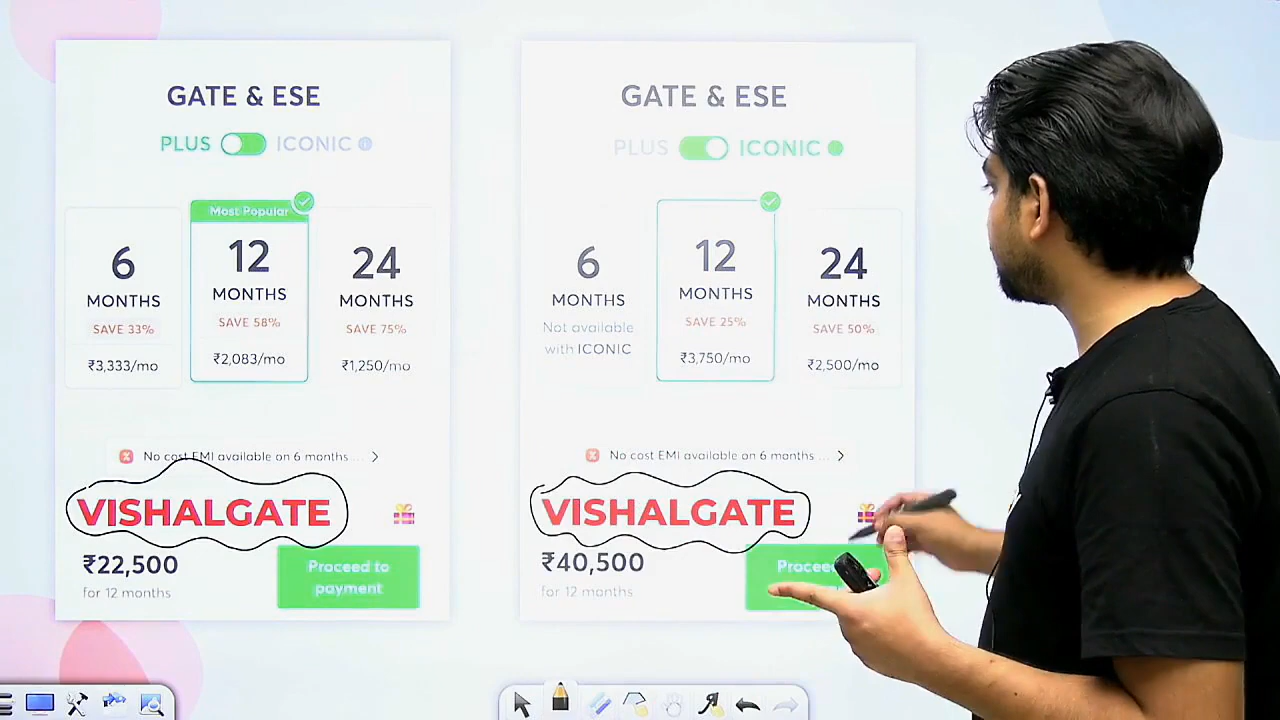 GATE & ESE
PLUS ICONIC
6 MONTHS
SAVE 33%
₹3,333/mo
Most Popular
12 MONTHS
SAVE 58%
₹2,083/mo
24 MONTHS
SAVE 75%
₹1,250/mo
No cost EMI available on 6 months ...
VISHALGATE
₹22,500
for 12 months
Proceed to
payment
GATE & ESE
PLUS ICONIC
6 MONTHS
Not available
with ICONIC
12 MONTHS
SAVE 25%
₹3,750/mo
24 MONTHS
SAVE 50%
₹2,500/mo
No cost EMI available on 6 months ...
VISHALGATE
₹40,500
for 12 months
Proceed